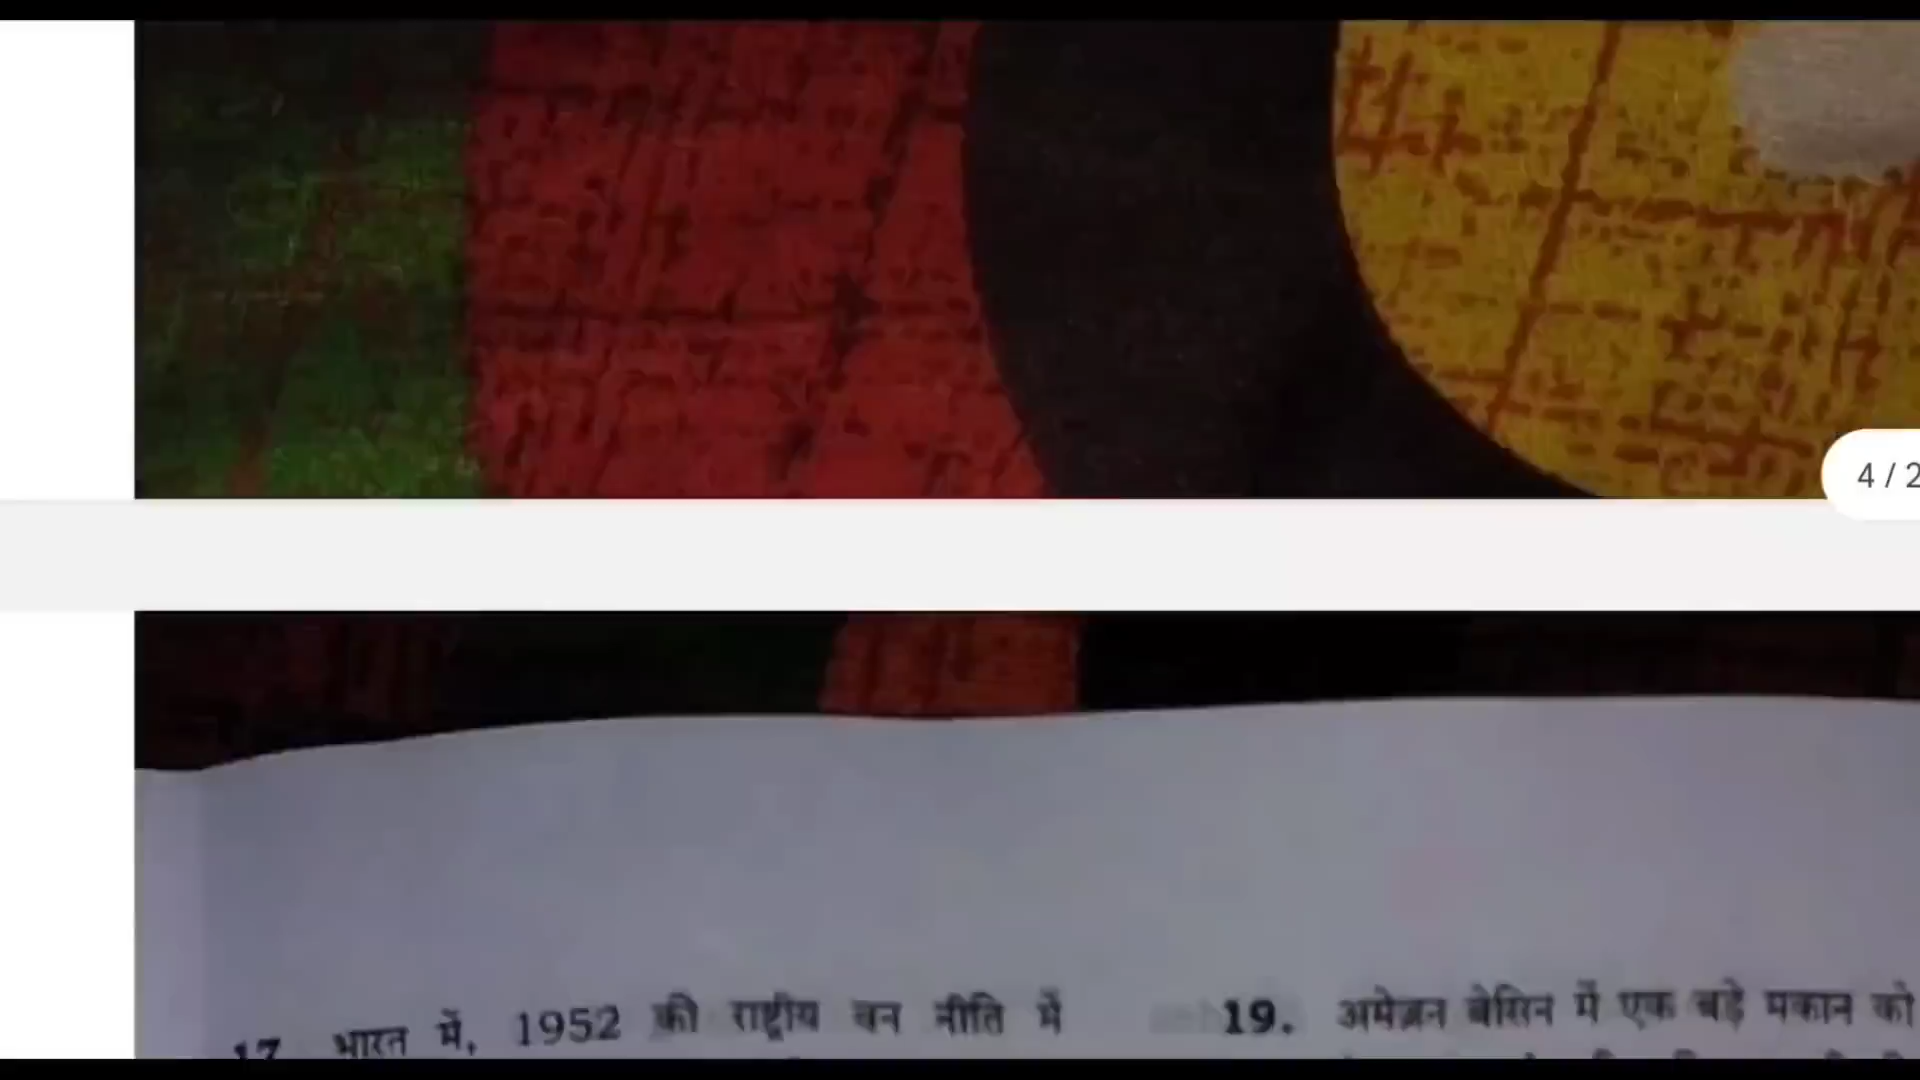 4 / 2
17 भारत में, 1952 की राष्ट्रीय वन नीति में
19. अमेज़न बेसिन में एक बड़े मकान को